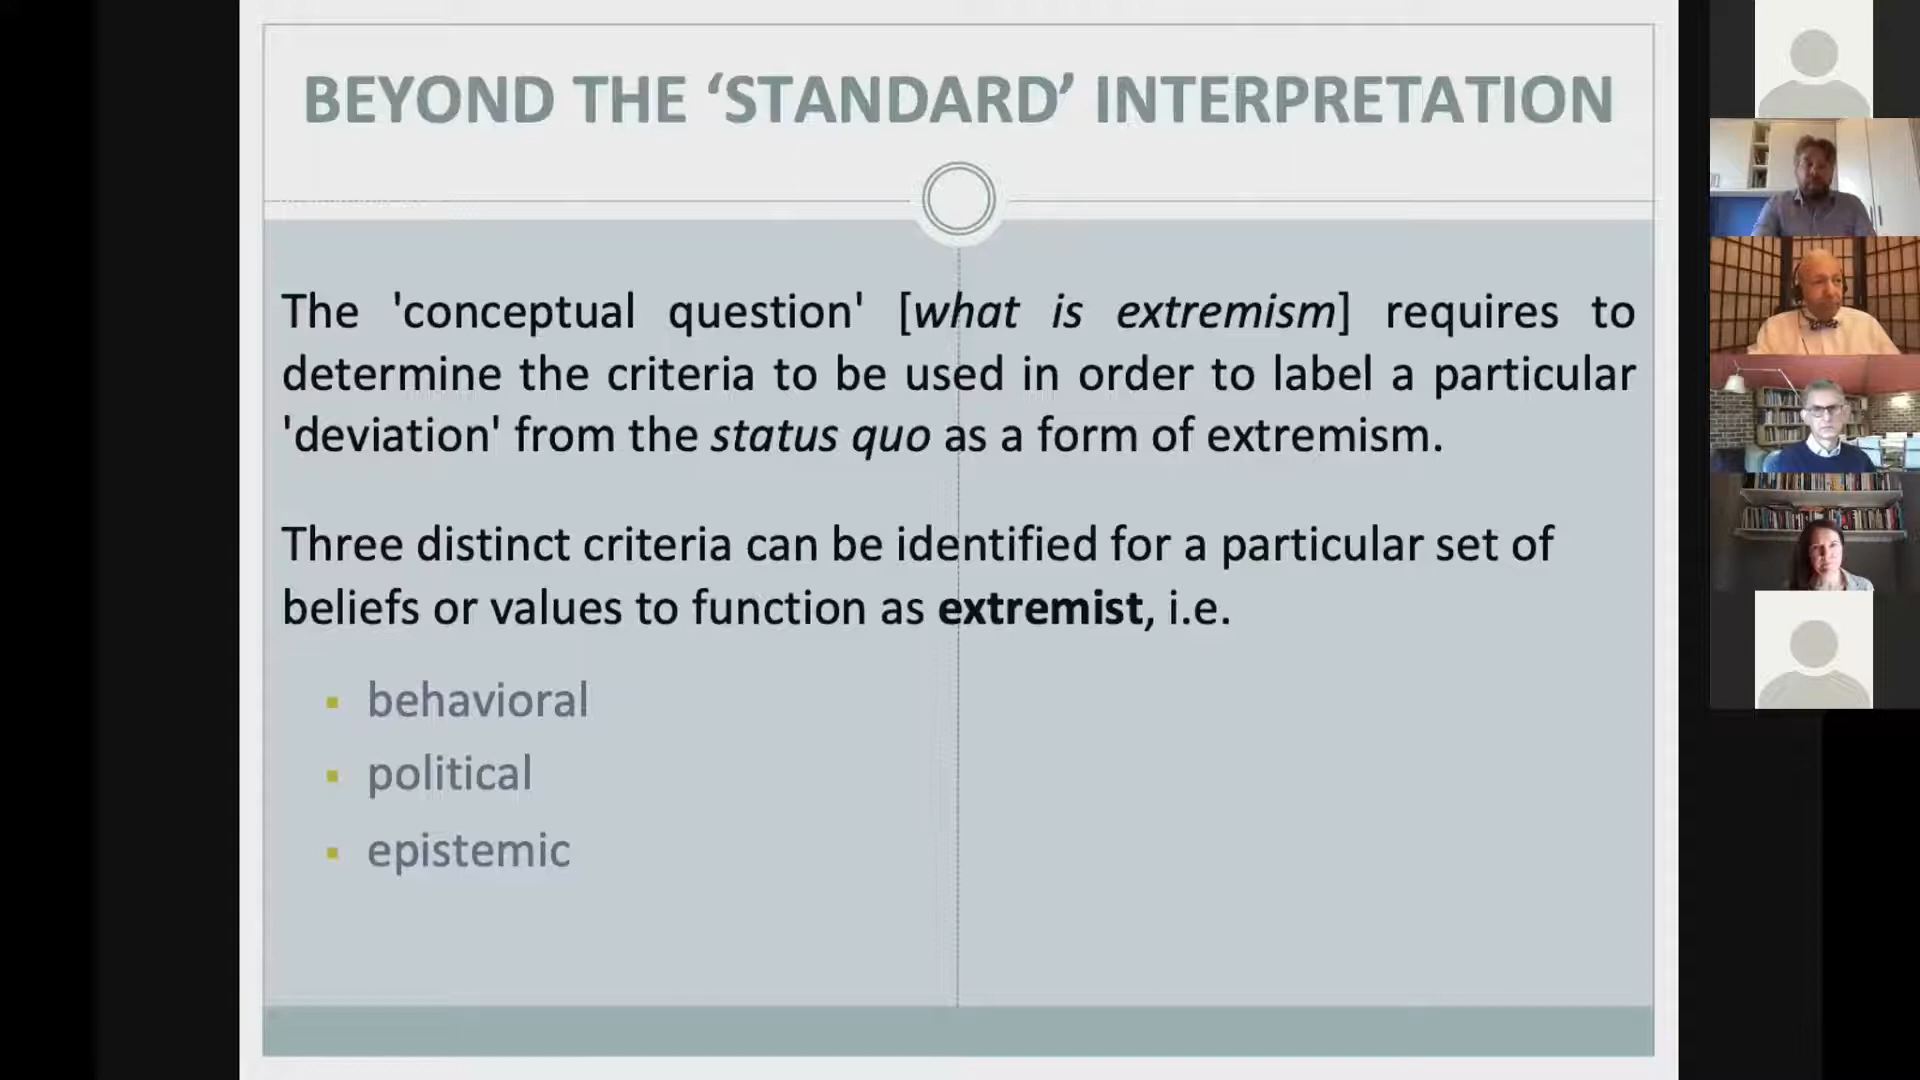 BEYOND THE ‘STANDARD’ INTERPRETATION
The 'conceptual question' [what is extremism] requires to
determine the criteria to be used in order to label a particular
'deviation' from the status quo as a form of extremism.
Three distinct criteria can be identified for a particular set of
beliefs or values to function as extremist, i.e.
▪ behavioral
▪ political
▪ epistemic